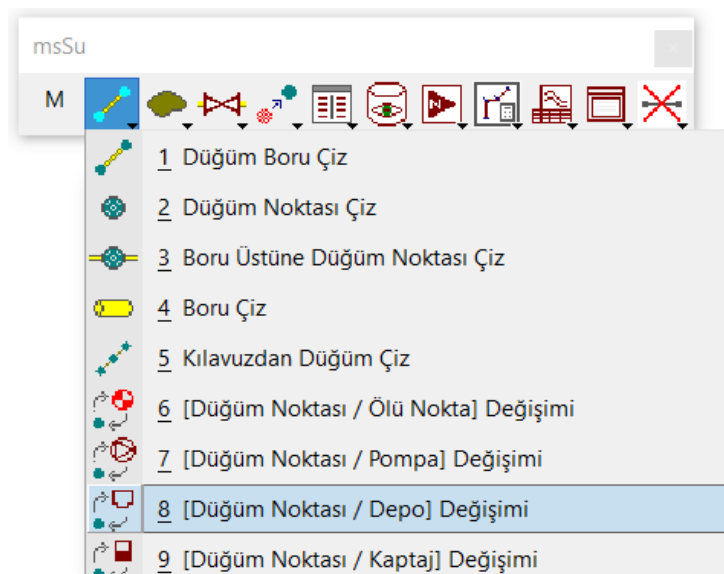 msSu
M
1 Düğüm Boru Çiz
2 Düğüm Noktası Çiz
3 Boru Üstüne Düğüm Noktası Çiz
4 Boru Çiz
5 Kılavuzdan Düğüm Çiz
6 [Düğüm Noktası / Ölü Nokta] Değişimi
7 [Düğüm Noktası / Pompa] Değişimi
8 [Düğüm Noktası / Depo] Değişimi
9 [Düğüm Noktası / Kaptaj] Değişimi